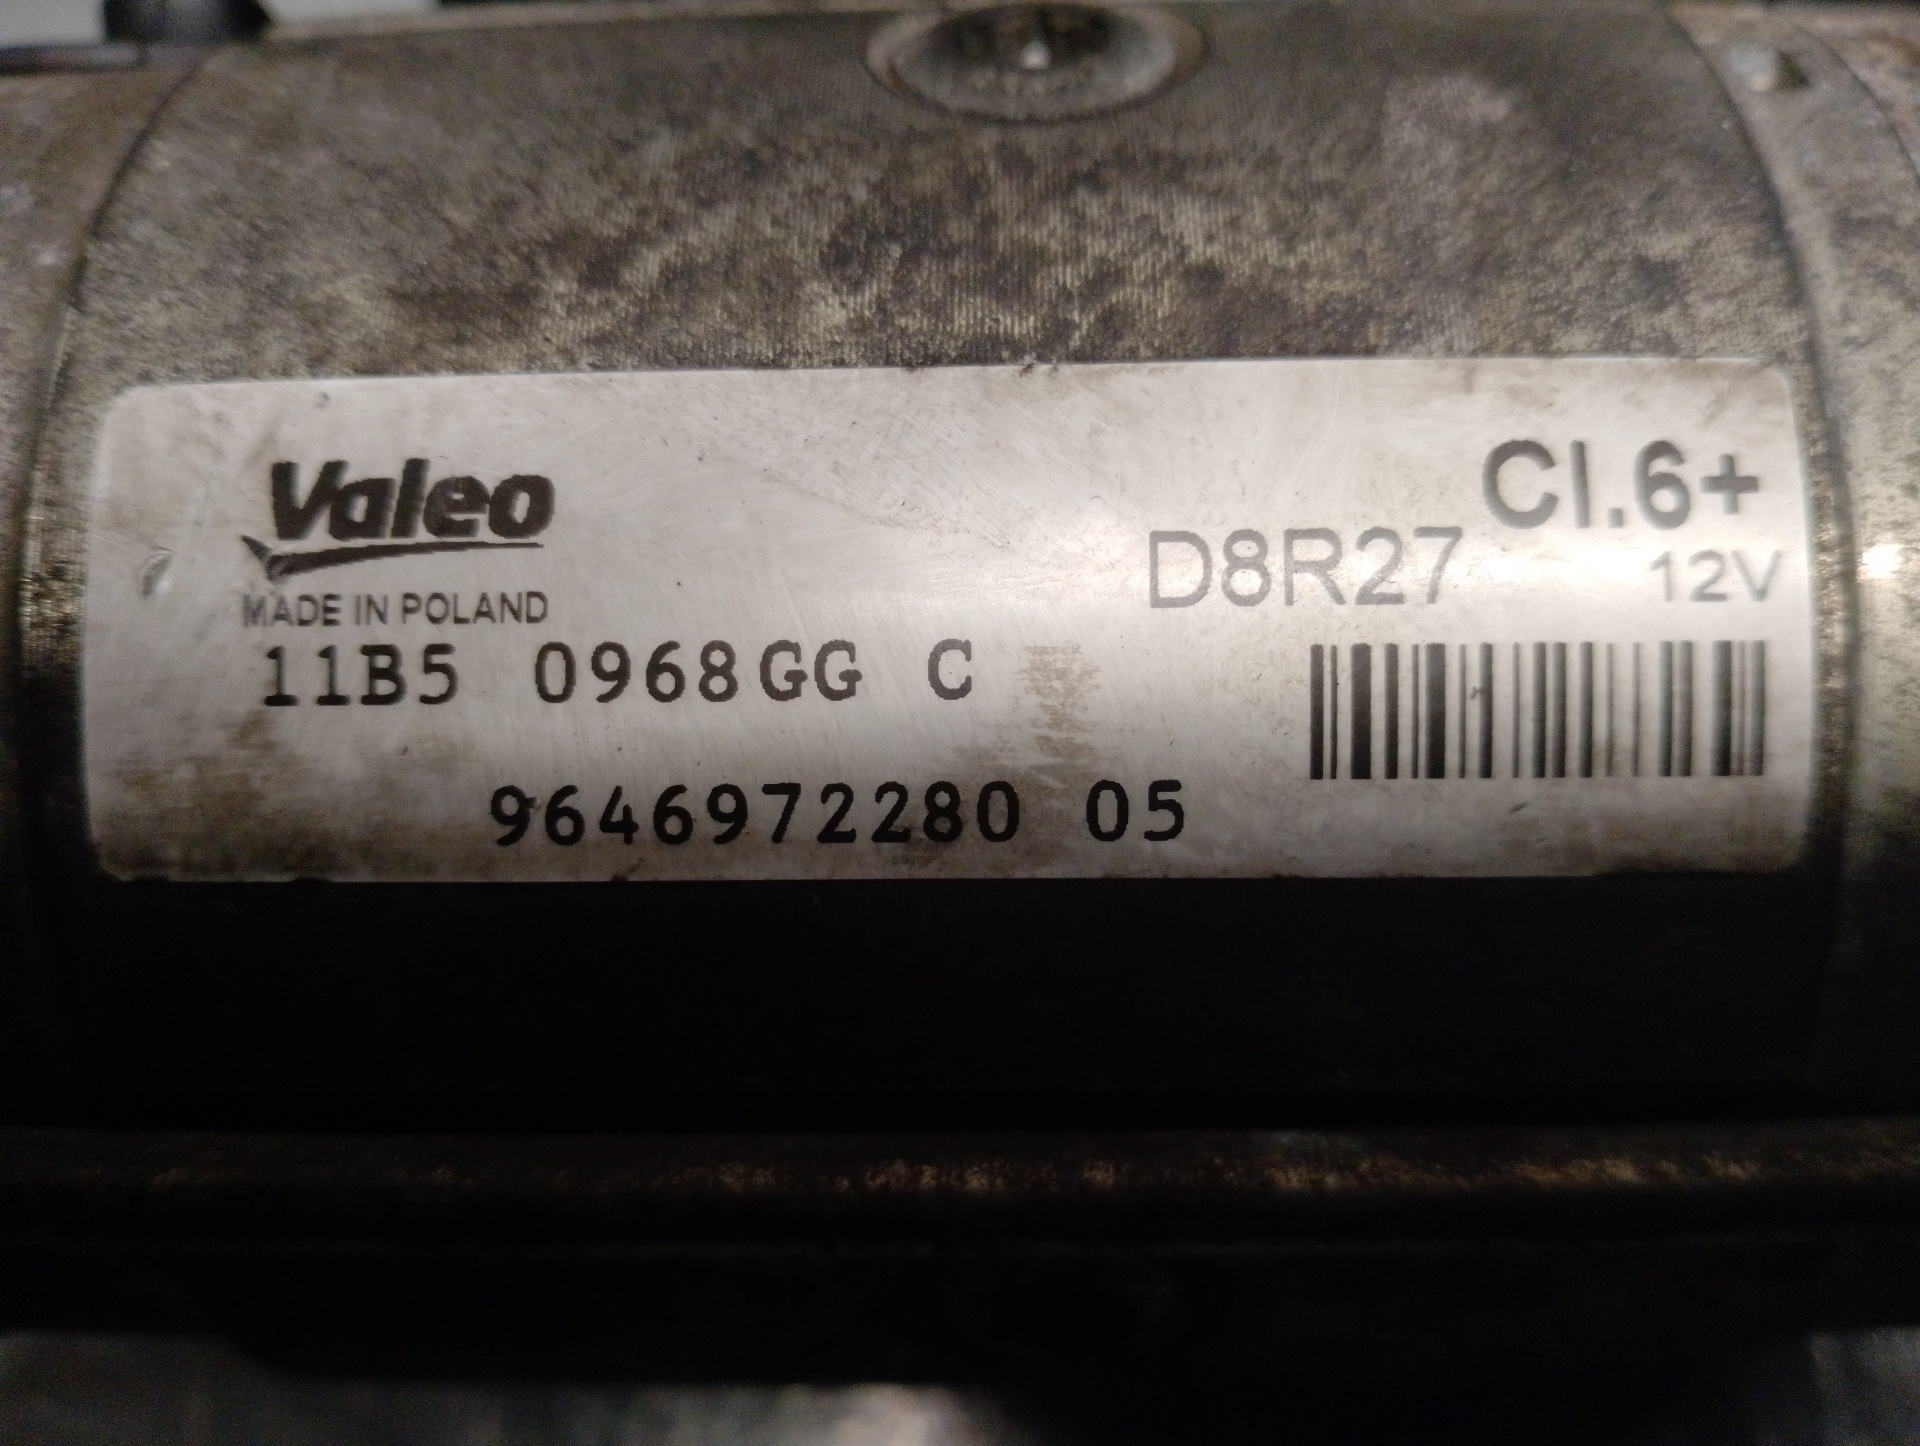 Valeo
MADE IN POLAND
Cl.6+
D8R27
12V
11B5 0968GG C
9646972280 05